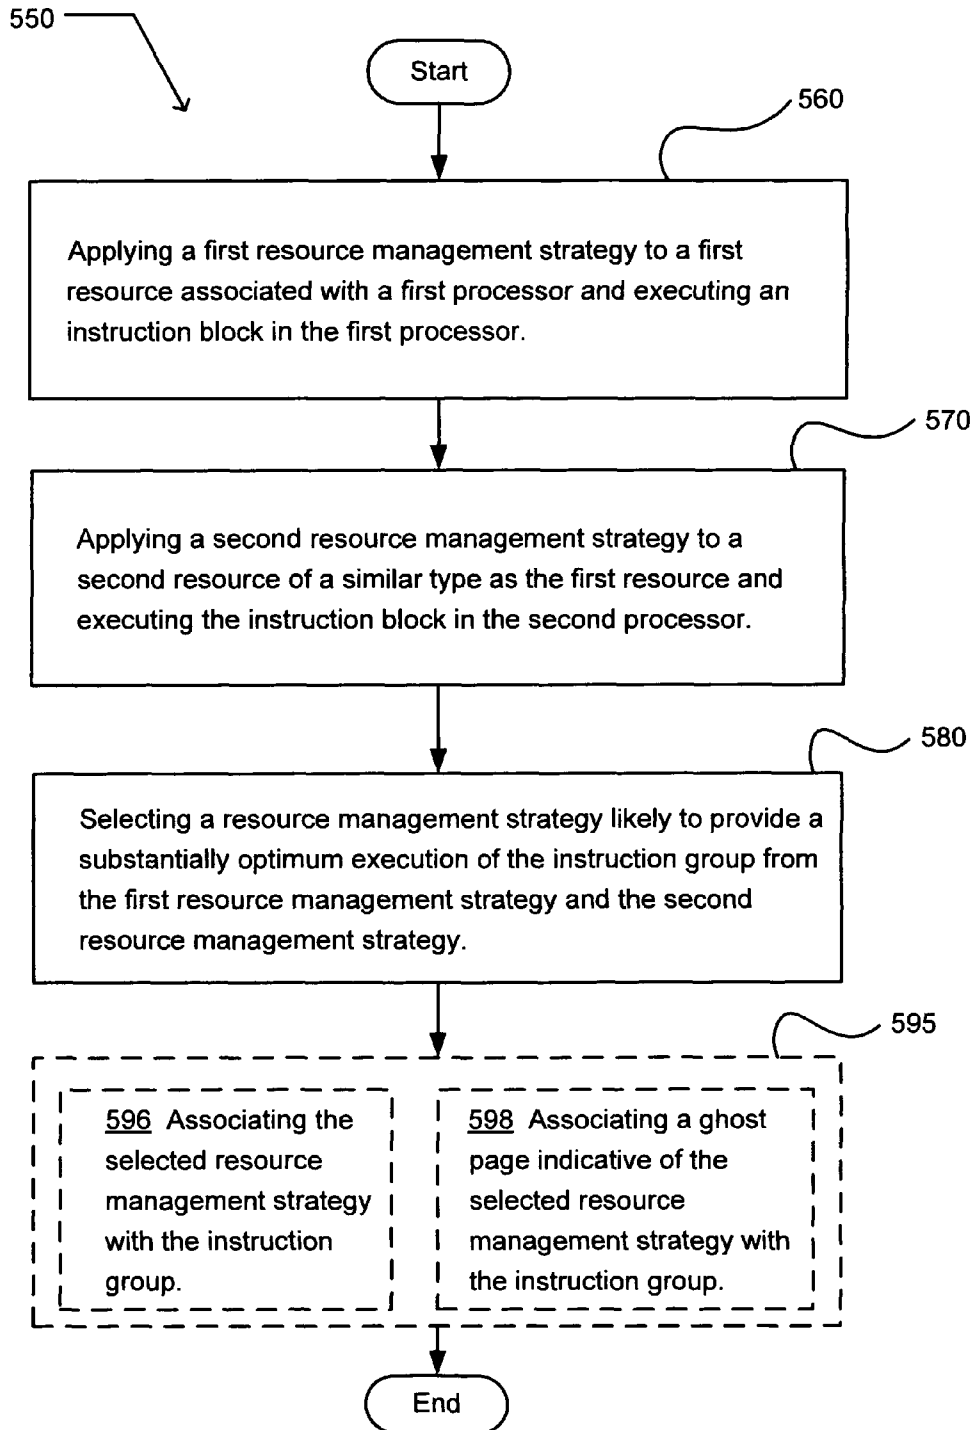 550
Start
560
Applying a first resource management strategy to a first
resource associated with a first processor and executing an
instruction block in the first processor.
570
Applying a second resource management strategy to a
second resource of a similar type as the first resource and
executing the instruction block in the second processor.
580
Selecting a resource management strategy likely to provide a
substantially optimum execution of the instruction group from
the first resource management strategy and the second
resource management strategy.
595
596 Associating the
selected resource
management strategy
with the instruction
group.
598 Associating a ghost
page indicative of the
selected resource
management strategy with
the instruction group.
End